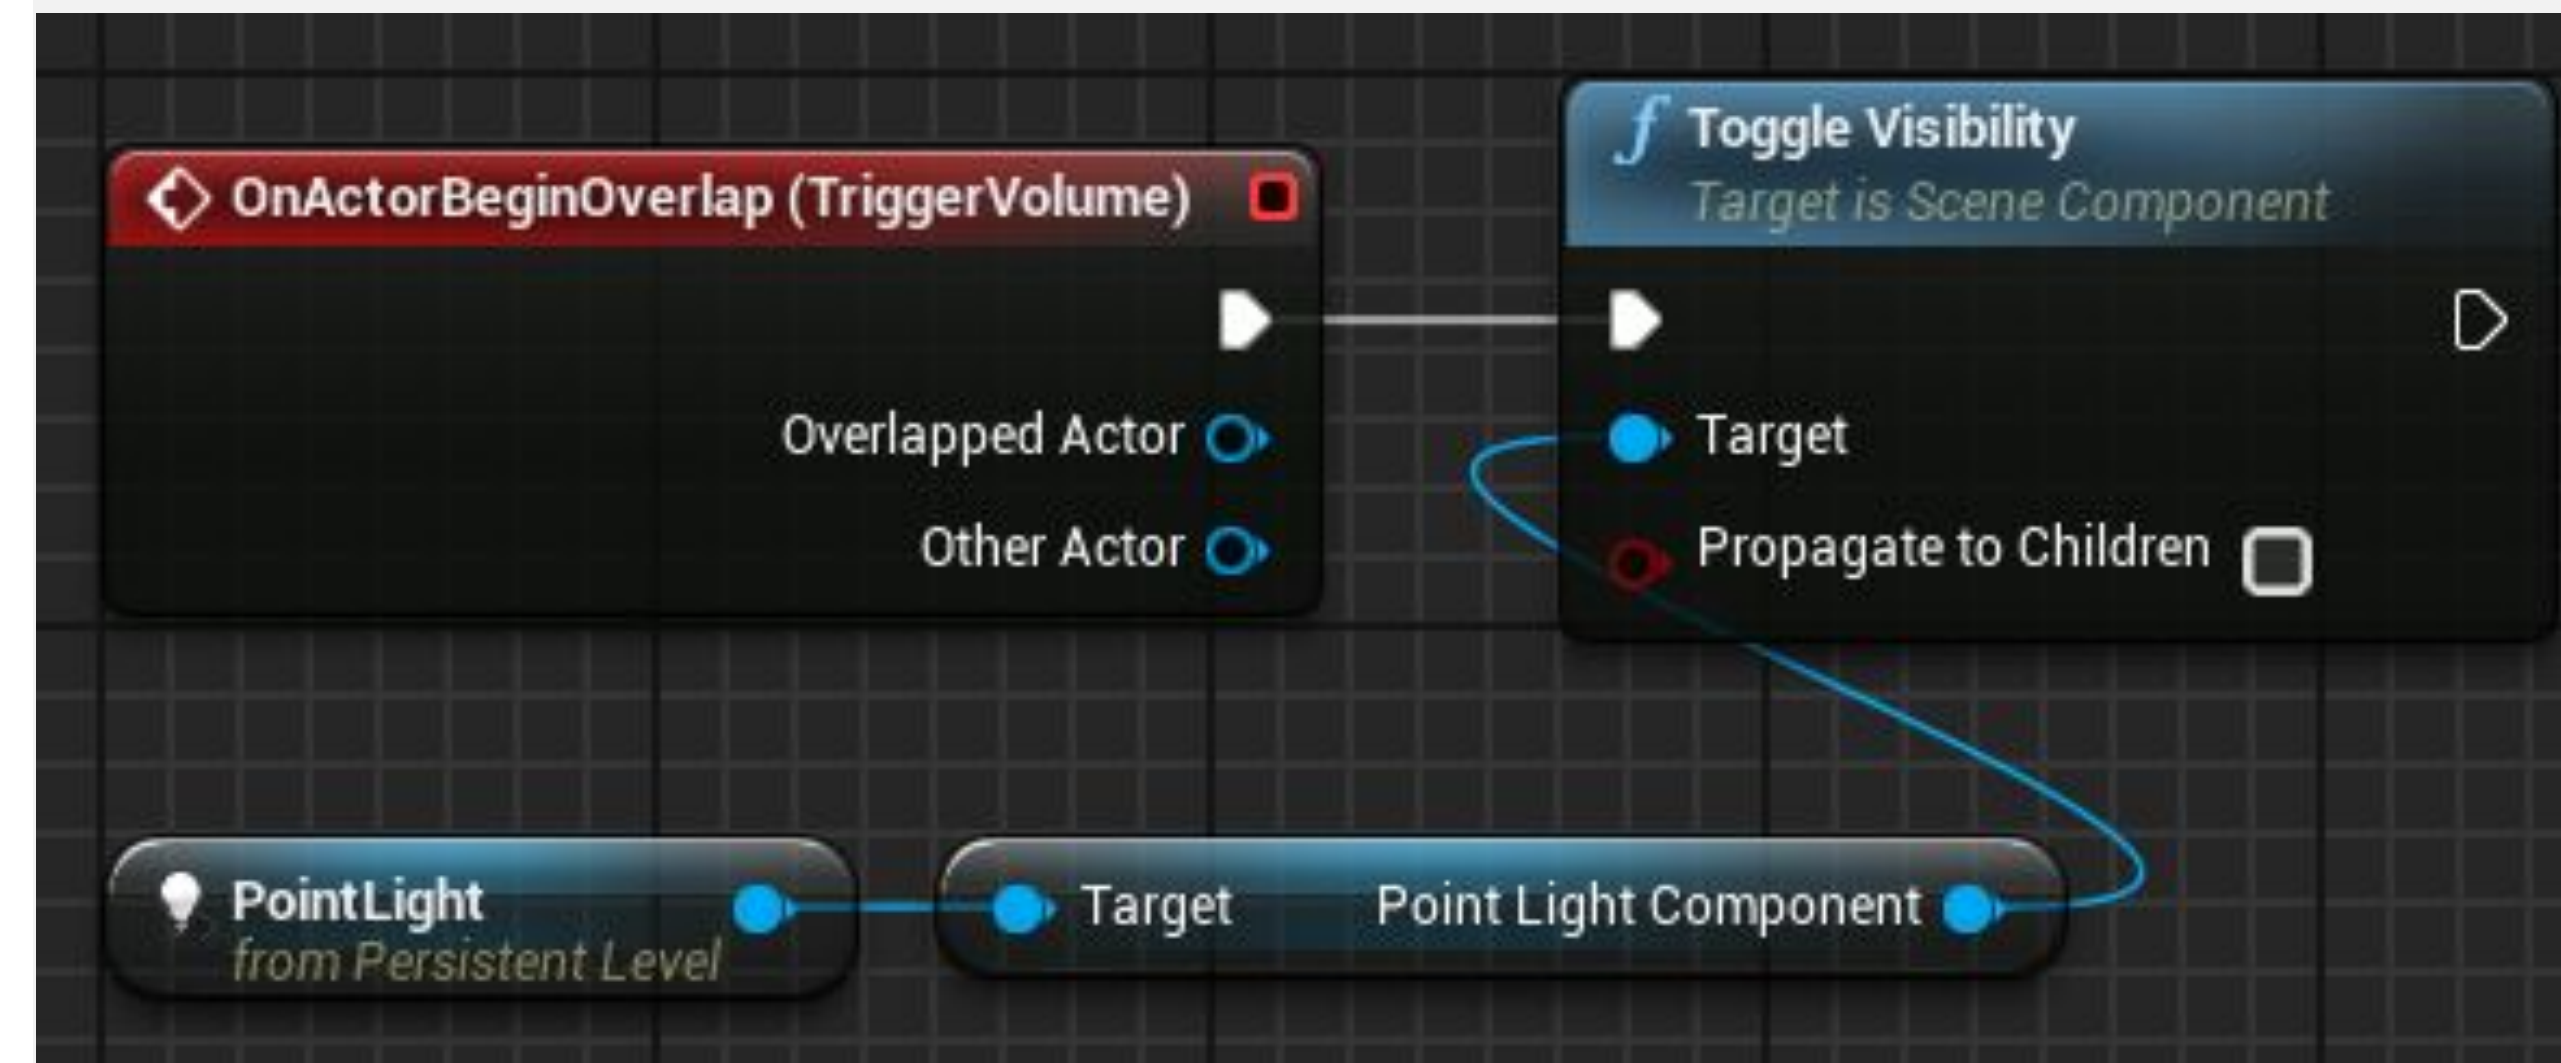 OnActorBeginOverlap (TriggerVolume)
Overlapped Actor
Other Actor
f Toggle Visibility
Target is Scene Component
Target
Propagate to Children
PointLight
from Persistent Level
Target Point Light Component